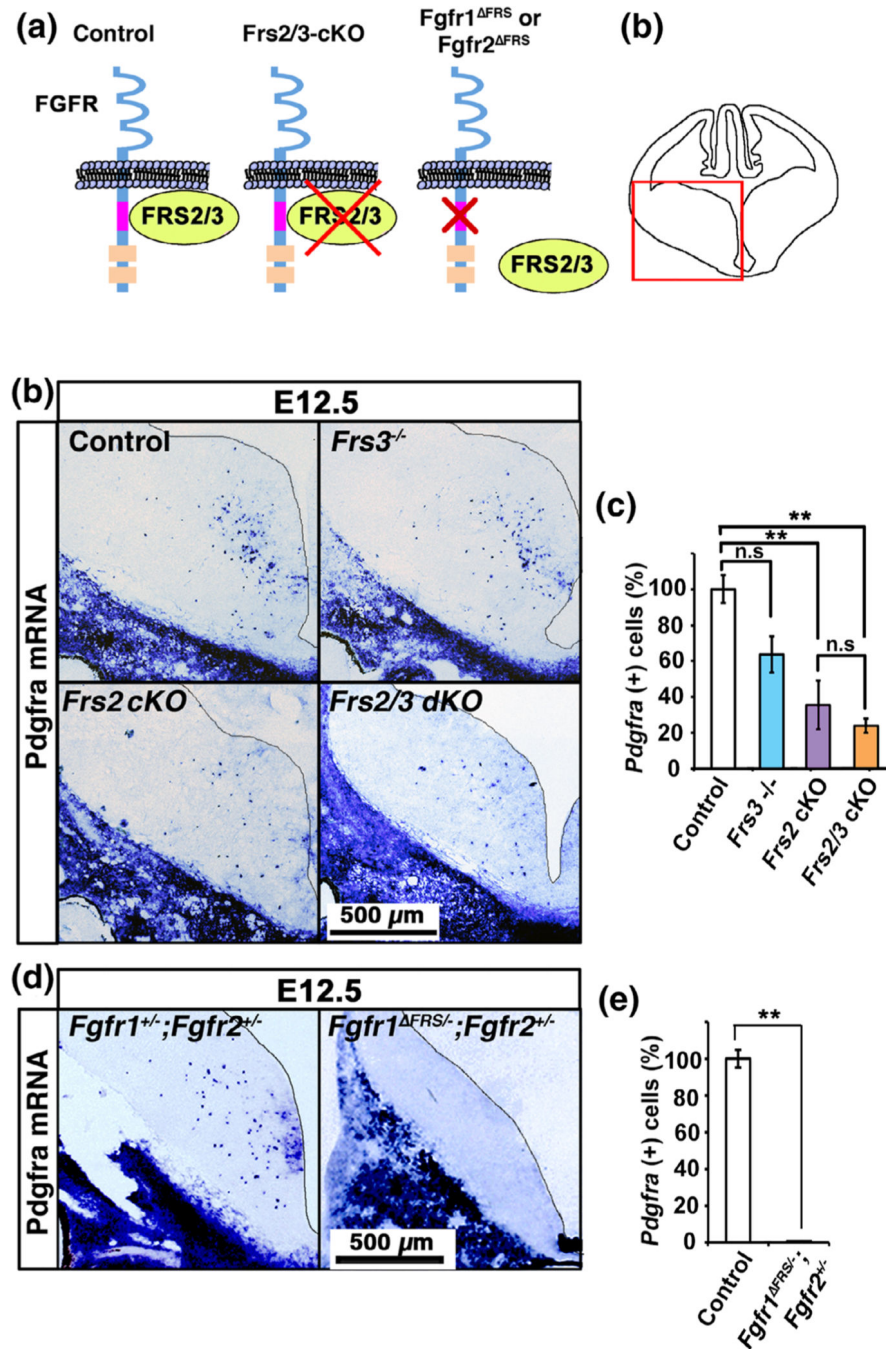 (a)
Control
Frs2/3-cKO
Fgfr1ΔFRS or
Fgfr2ΔFRS
(b)
FGFR
FRS2/3
FRS2/3
FRS2/3
(b)
E12.5
Pdgfra mRNA
Control
Frs3-/-
Frs2 cKO
Frs2/3 dKO
500 µm
(c)
**
**
n.s
n.s
Pdgfra (+) cells (%)
100
80
60
40
20
0
Control
Frs3 -/-
Frs2 cKO
Frs2/3 cKO
(d)
E12.5
Pdgfra mRNA
Fgfr1+/-;Fgfr2+/-
Fgfr1ΔFRS/-;Fgfr2+/-
500 µm
(e)
**
Pdgfra (+) cells (%)
100
80
60
40
20
0
Control
Fgfr1ΔFRS/-;
Fgfr2+/-